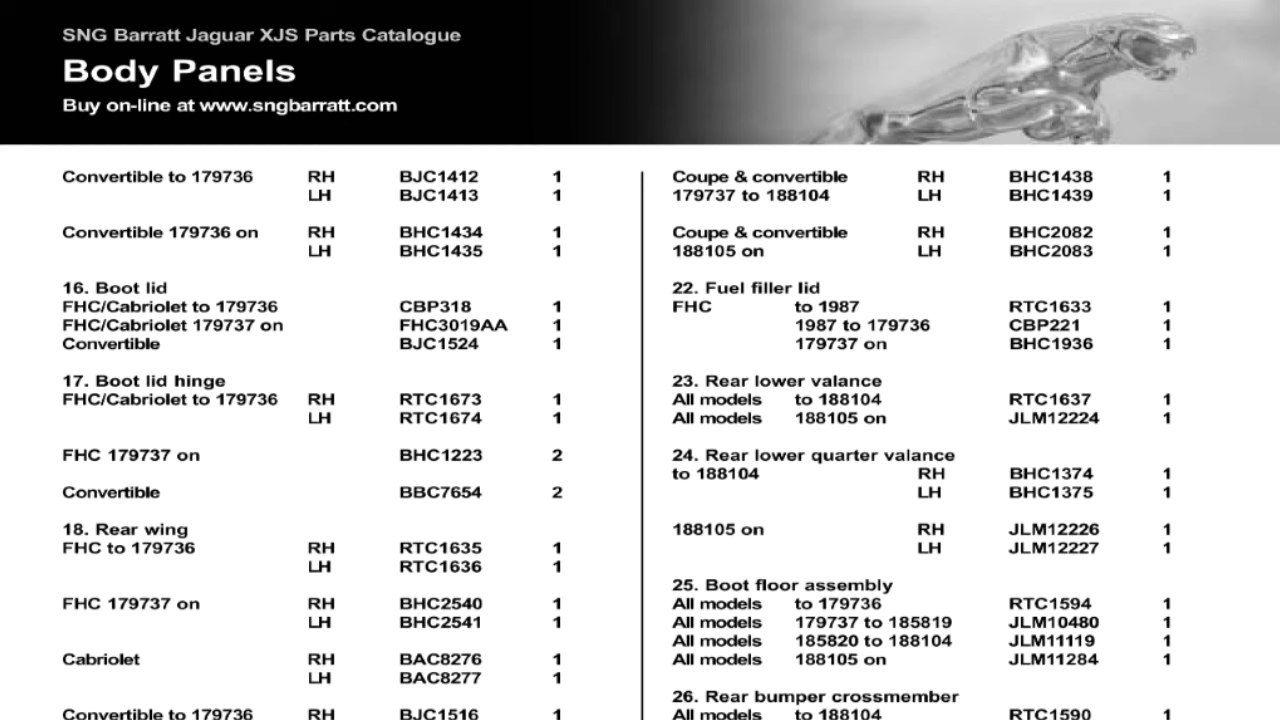 SNG Barratt Jaguar XJS Parts Catalogue
Body Panels
Buy on-line at www.sngbarratt.com
Convertible to 179736 RH BJC1412 1
LH BJC1413 1
Convertible 179736 on RH BHC1434 1
LH BHC1435 1
16. Boot lid
FHC/Cabriolet to 179736 CBP318 1
FHC/Cabriolet 179737 on FHC3019AA 1
Convertible BJC1524 1
17. Boot lid hinge
FHC/Cabriolet to 179736 RH RTC1673 1
LH RTC1674 1
FHC 179737 on BHC1223 2
Convertible BBC7654 2
18. Rear wing
FHC to 179736 RH RTC1635 1
LH RTC1636 1
FHC 179737 on RH BHC2540 1
LH BHC2541 1
Cabriolet RH BAC8276 1
LH BAC8277 1
Convertible to 179736 RH BJC1516 1
Coupe & convertible RH BHC1438 1
179737 to 188104 LH BHC1439 1
Coupe & convertible RH BHC2082 1
188105 on LH BHC2083 1
22. Fuel filler lid
FHC to 1987 RTC1633 1
1987 to 179736 CBP221 1
179737 on BHC1936 1
23. Rear lower valance
All models to 188104 RTC1637 1
All models 188105 on JLM12224 1
24. Rear lower quarter valance
to 188104 RH BHC1374 1
LH BHC1375 1
188105 on RH JLM12226 1
LH JLM12227 1
25. Boot floor assembly
All models to 179736 RTC1594 1
All models 179737 to 185819 JLM10480 1
All models 185820 to 188104 JLM11119 1
All models 188105 on JLM11284 1
26. Rear bumper crossmember
All models to 188104 RTC1590 1